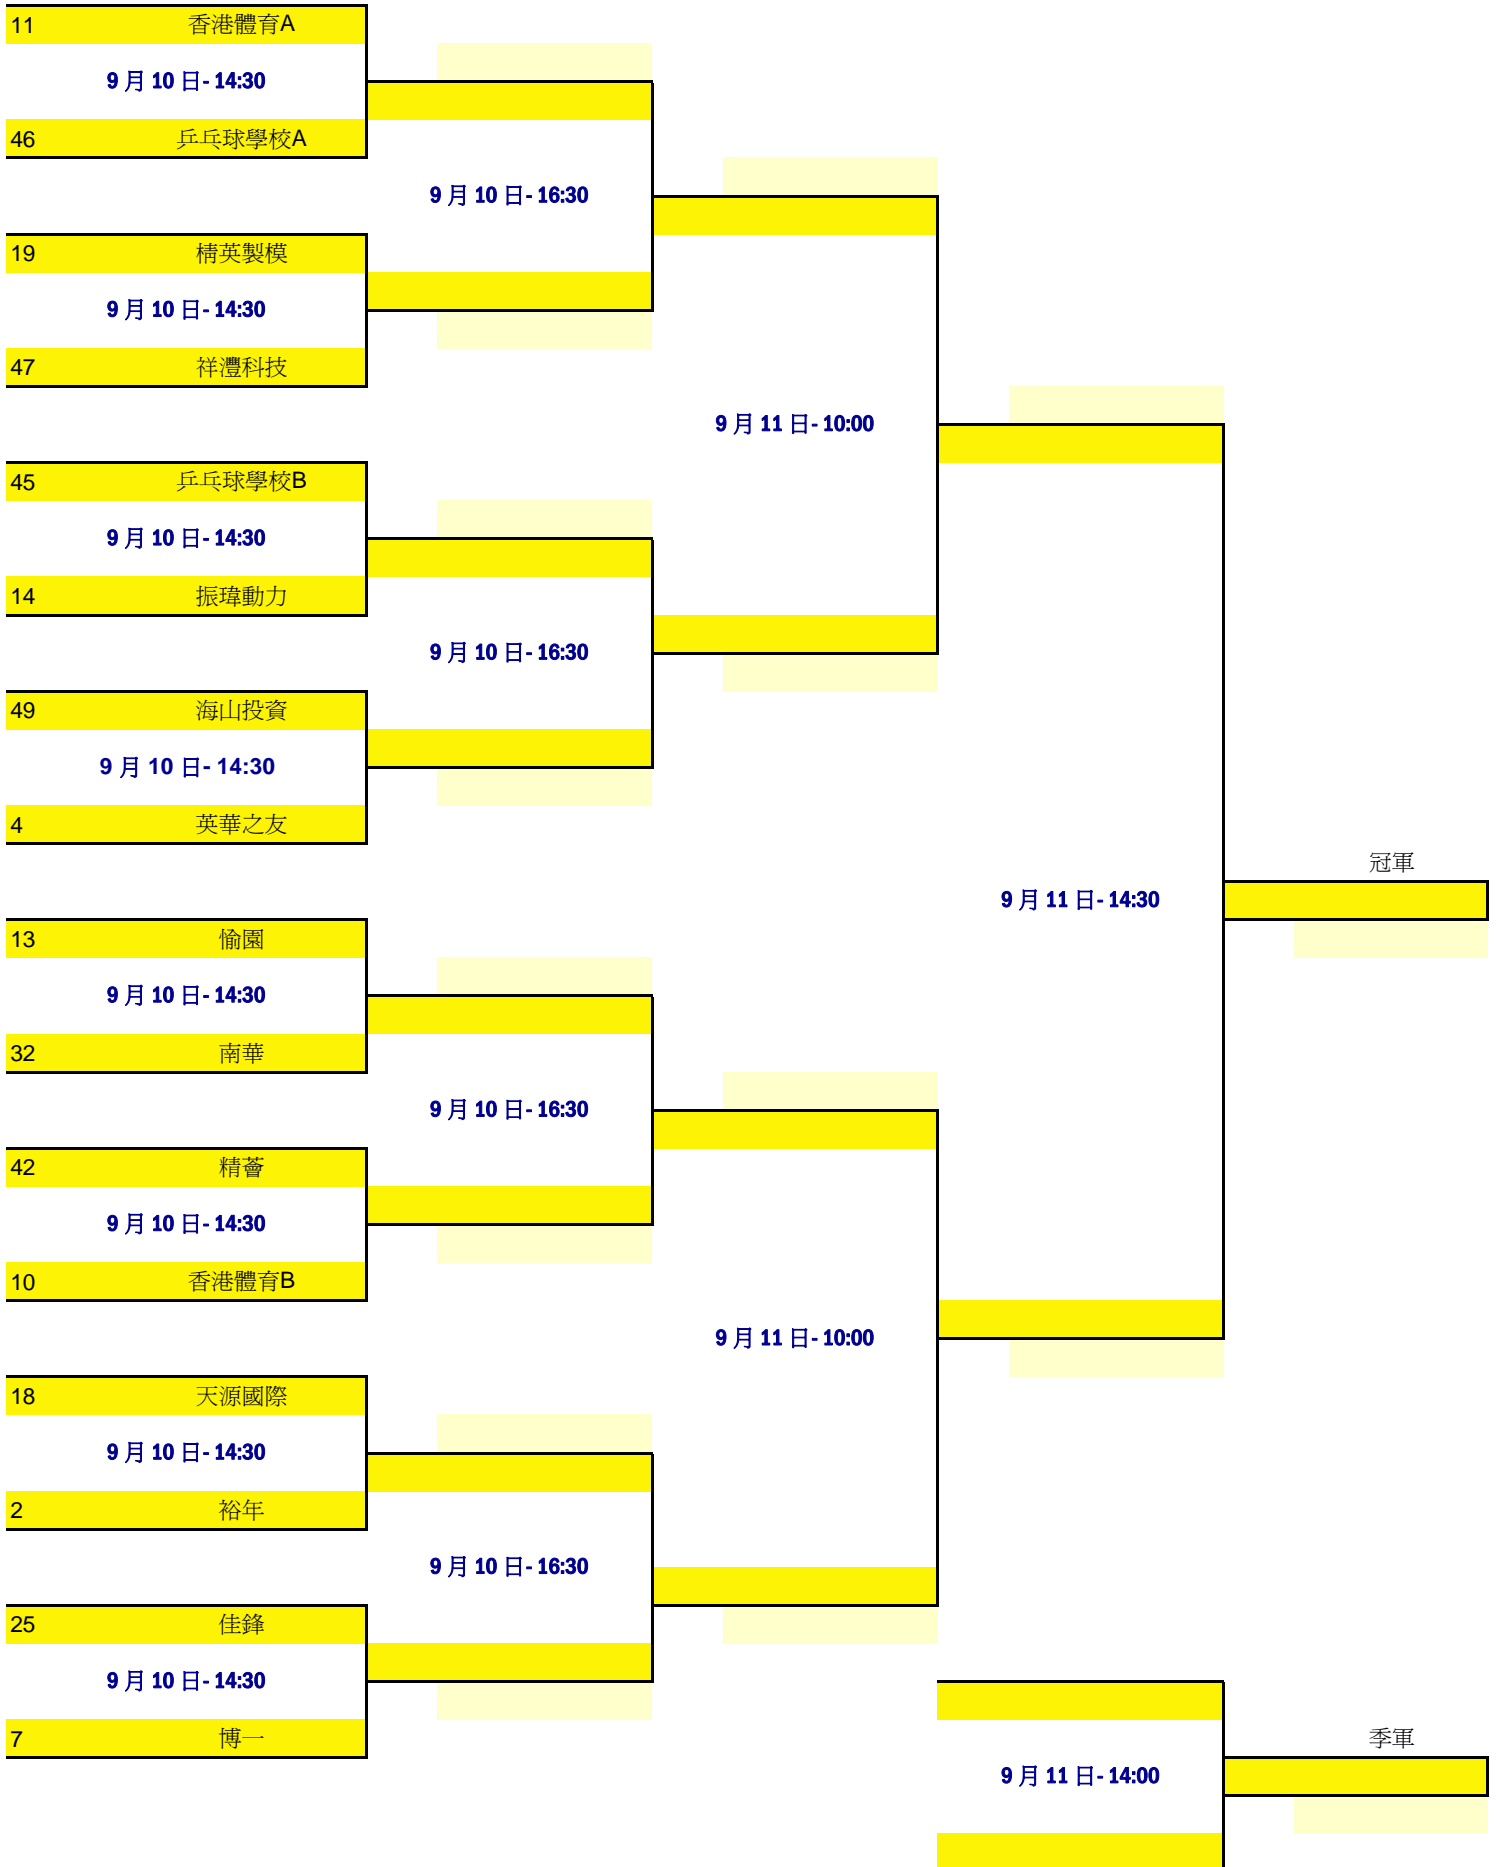 11 香港體育A
9 月 10 日- 14:30
46 乒乓球學校A
9 月 10 日- 16:30
19 精英製模
9 月 10 日- 14:30
47 祥灃科技
9 月 11 日- 10:00
45 乒乓球學校B
9 月 10 日- 14:30
14 振瑋動力
9 月 10 日- 16:30
49 海山投資
9 月 10 日- 14:30
4 英華之友
冠軍
9 月 11 日- 14:30
13 愉園
9 月 10 日- 14:30
32 南華
9 月 10 日- 16:30
42 精薈
9 月 10 日- 14:30
10 香港體育B
9 月 11 日- 10:00
18 天源國際
9 月 10 日- 14:30
2 裕年
9 月 10 日- 16:30
25 佳鋒
9 月 10 日- 14:30
7 博一
季軍
9 月 11 日- 14:00